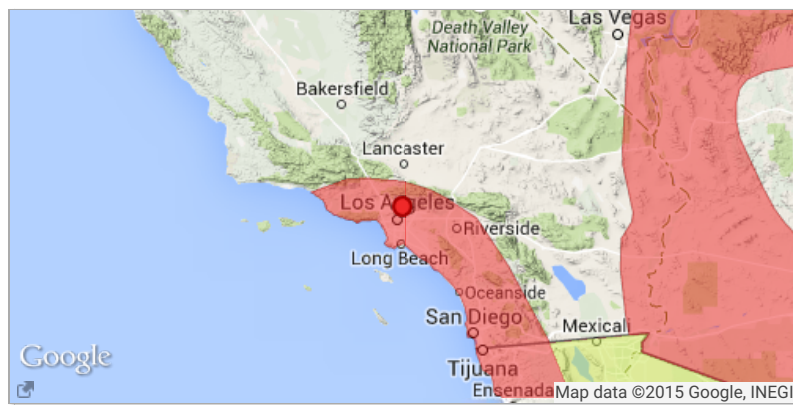 Death Valley
National Park
Las Vegas
Bakersfield
Lancaster
Los Angeles
Riverside
Long Beach
Oceanside
San Diego
Mexicali
Tijuana
Ensenada
Google
Map data ©2015 Google, INEGI